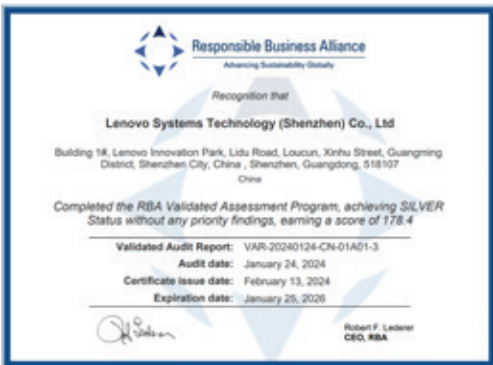 Responsible Business Alliance
Advancing Sustainability Globally
Recognition that
Lenovo Systems Technology (Shenzhen) Co., Ltd
Building 1#, Lenovo Innovation Park, Lidu Road, Loucun, Xinhu Street, Guangming
District, Shenzhen City, China , Shenzhen, Guangdong, 518107
China
Completed the RBA Validated Assessment Program, achieving SILVER
Status without any priority findings, earning a score of 178.4
Validated Audit Report: VAR-20240124-CN-01A01-3
Audit date: January 24, 2024
Certificate issue date: February 13, 2024
Expiration date: January 25, 2026
Robert F. Lederer
CEO, RBA